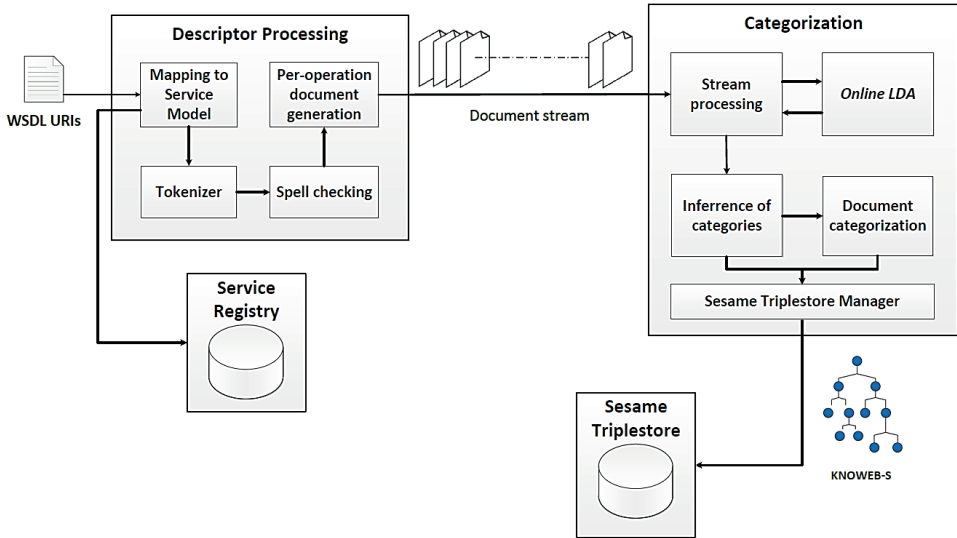 Descriptor Processing
Categorization
WSDL URIs
Mapping to
Service
Model
Per-operation
document
generation
Tokenizer
Spell checking
Document stream
Stream
processing
Online LDA
Inferrence of
categories
Document
categorization
Sesame Triplestore Manager
Service
Registry
Sesame
Triplestore
KNOWEB-S